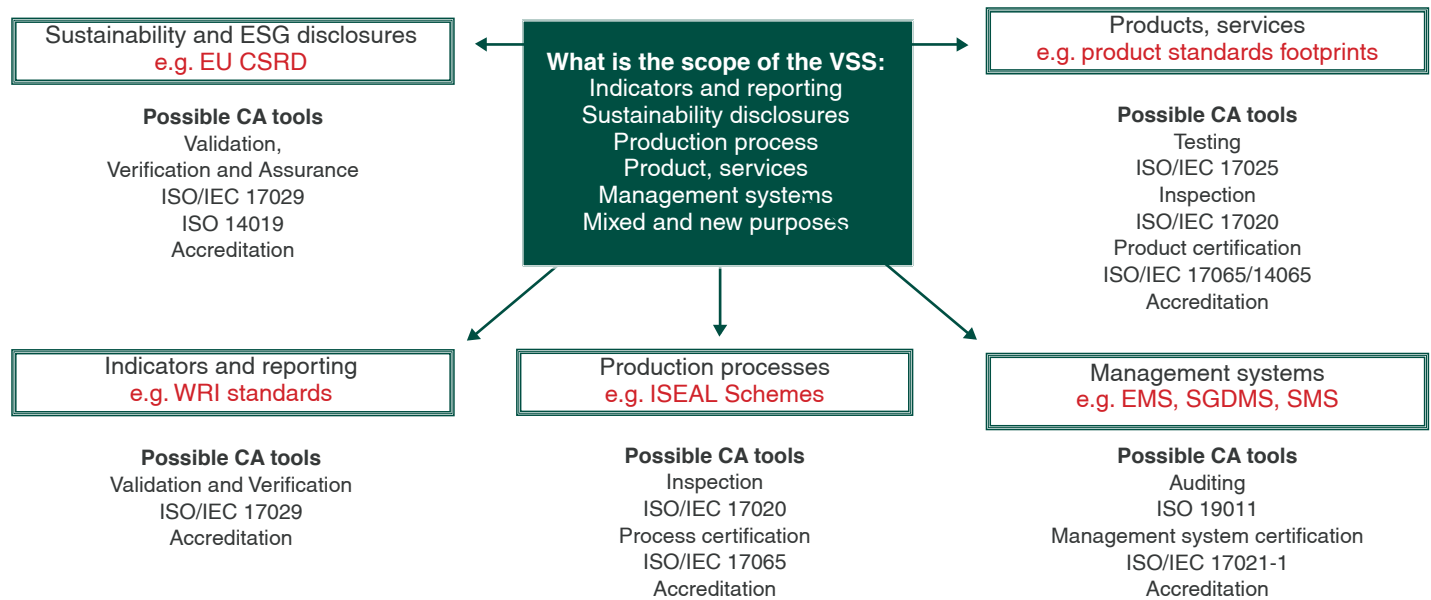 Sustainability and ESG disclosures
e.g. EU CSRD
Possible CA tools
Validation,
Verification and Assurance
ISO/IEC 17029
ISO 14019
Accreditation
What is the scope of the VSS:
Indicators and reporting
Sustainability disclosures
Production process
Product, services
Management systems
Mixed and new purposes
Products, services
e.g. product standards footprints
Possible CA tools
Testing
ISO/IEC 17025
Inspection
ISO/IEC 17020
Product certification
ISO/IEC 17065/14065
Accreditation
Indicators and reporting
e.g. WRI standards
Possible CA tools
Validation and Verification
ISO/IEC 17029
Accreditation
Production processes
e.g. ISEAL Schemes
Possible CA tools
Inspection
ISO/IEC 17020
Process certification
ISO/IEC 17065
Accreditation
Management systems
e.g. EMS, SGDMS, SMS
Possible CA tools
Auditing
ISO 19011
Management system certification
ISO/IEC 17021-1
Accreditation